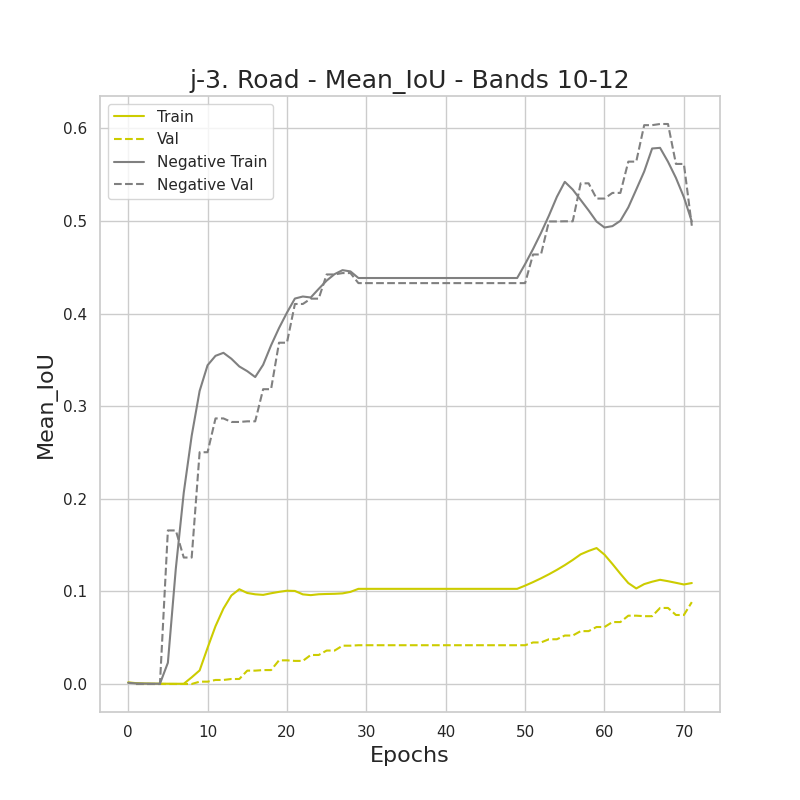 j-3. Road - Mean_IoU - Bands 10-12
Train
Val
Negative Train
Negative Val
Mean_IoU
0.6
0.5
0.4
0.3
0.2
0.1
0.0
0 10 20 30 40 50 60 70
Epochs